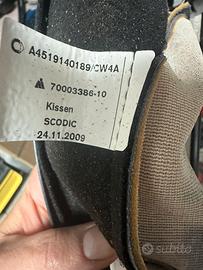 A4519140189/CW4A
70003386-10
Kissen
SCODIC
24.11.2009
subito